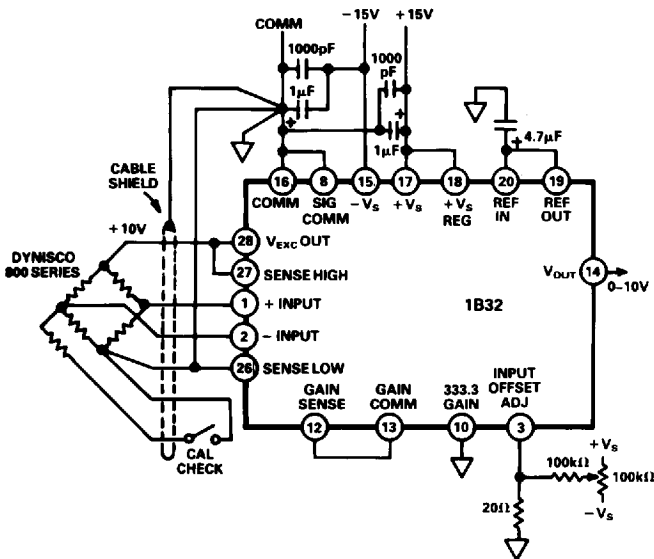 COMM
−15V
+15V
1000pF
1μF
+
1000
pF
+
1μF
+
4.7μF
CABLE
SHIELD
16
8
15
17
18
20
19
COMM
SIG
COMM
−VS
+VS
+VS
REG
REF
IN
REF
OUT
+10V
28
VEXC OUT
DYNISCO
800 SERIES
27
SENSE HIGH
VOUT
14
0–10V
1
+ INPUT
1B32
2
− INPUT
26
SENSE LOW
GAIN
SENSE
GAIN
COMM
333.3
GAIN
INPUT
OFFSET
ADJ
12
13
10
3
CAL
CHECK
+VS
100kΩ
100kΩ
20Ω
−VS